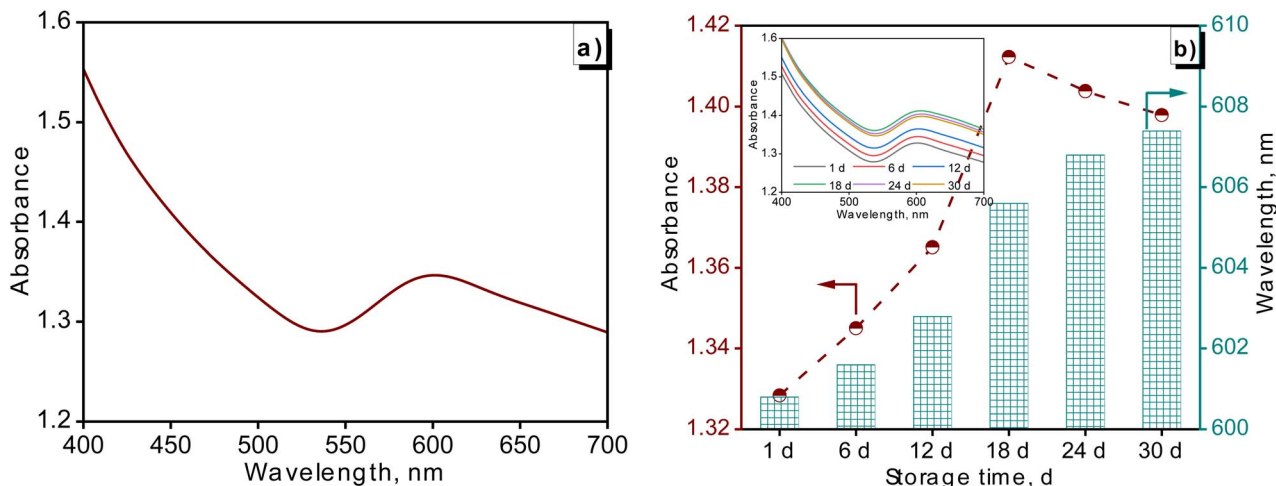 a)
1.6
1.5
1.4
1.3
1.2
Absorbance
400 450 500 550 600 650 700
Wavelength, nm
b)
1.42
1.40
1.38
1.36
1.34
1.32
Absorbance
610
608
606
604
602
600
Wavelength, nm
1 d 6 d 12 d 18 d 24 d 30 d
Storage time, d
1.6
1.5
1.4
1.3
1.2
Absorbance
1 d 6 d 12 d
18 d 24 d 30 d
400 500 600 700
Wavelength, nm